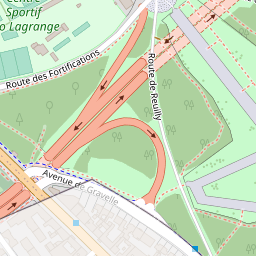 Centre
Sportif
o Lagrange
Route des Fortifications
Route de Reuilly
Avenue de Gravelle